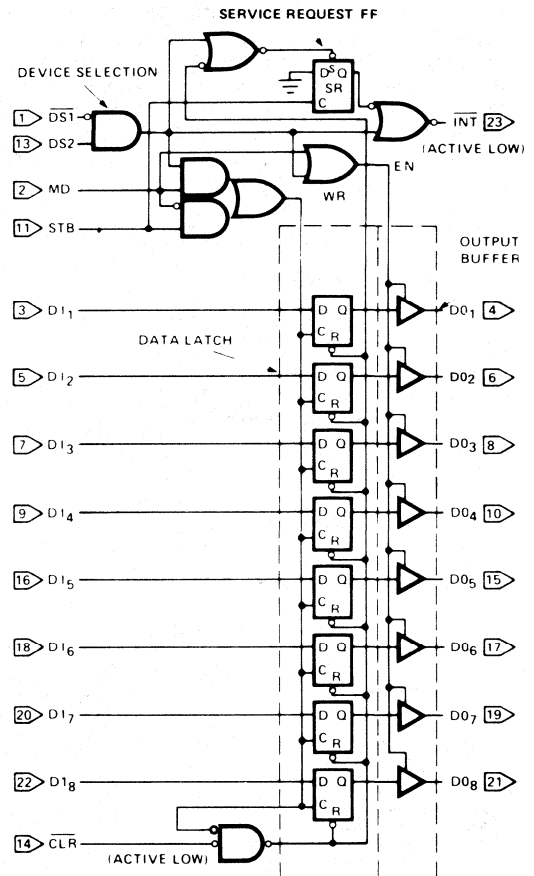 SERVICE REQUEST FF
DEVICE SELECTION
D S Q
SR
C
1 DS1
13 DS2
INT 23
(ACTIVE LOW)
EN
2 MD
WR
11 STB
OUTPUT
BUFFER
3 DI1
D Q
C R
DO1 4
DATA LATCH
5 DI2
D Q
C R
DO2 6
7 DI3
D Q
C R
DO3 8
9 DI4
D Q
C R
DO4 10
16 DI5
D Q
C R
DO5 15
18 DI6
D Q
C R
DO6 17
20 DI7
D Q
C R
DO7 19
22 DI8
D Q
C R
DO8 21
14 CLR
(ACTIVE LOW)